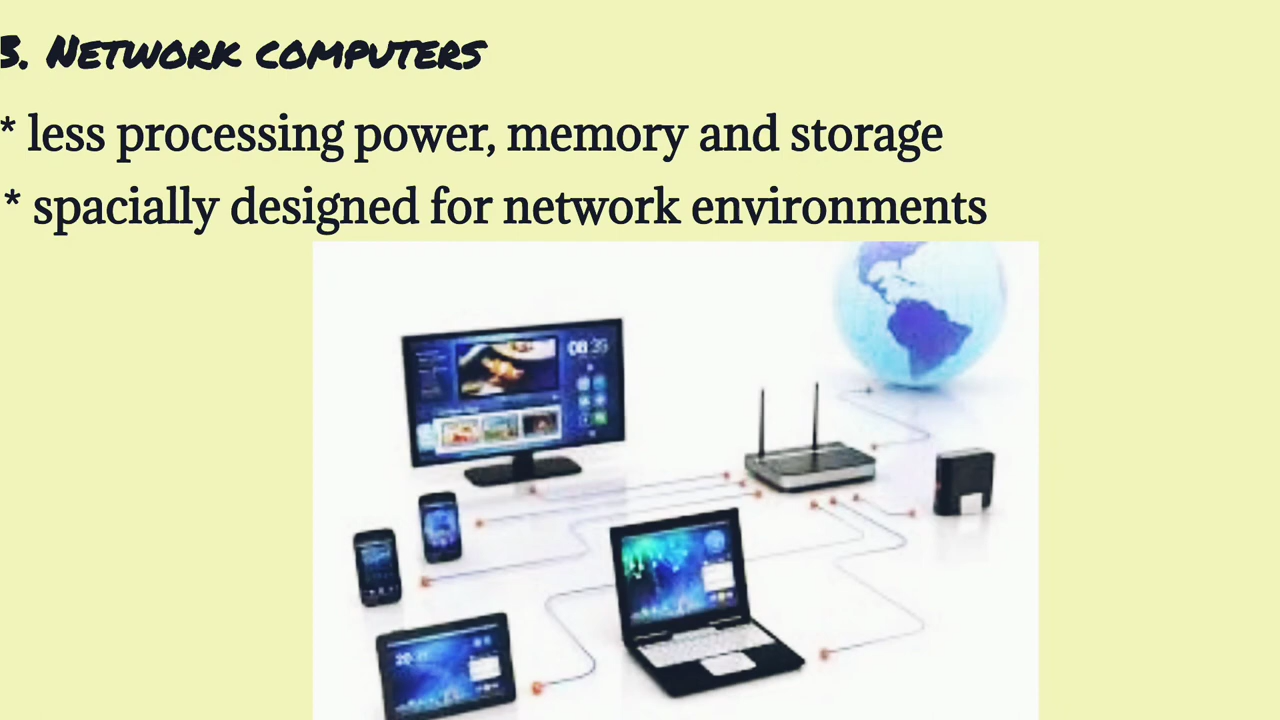 3. Network computers
* less processing power, memory and storage
* spacially designed for network environments